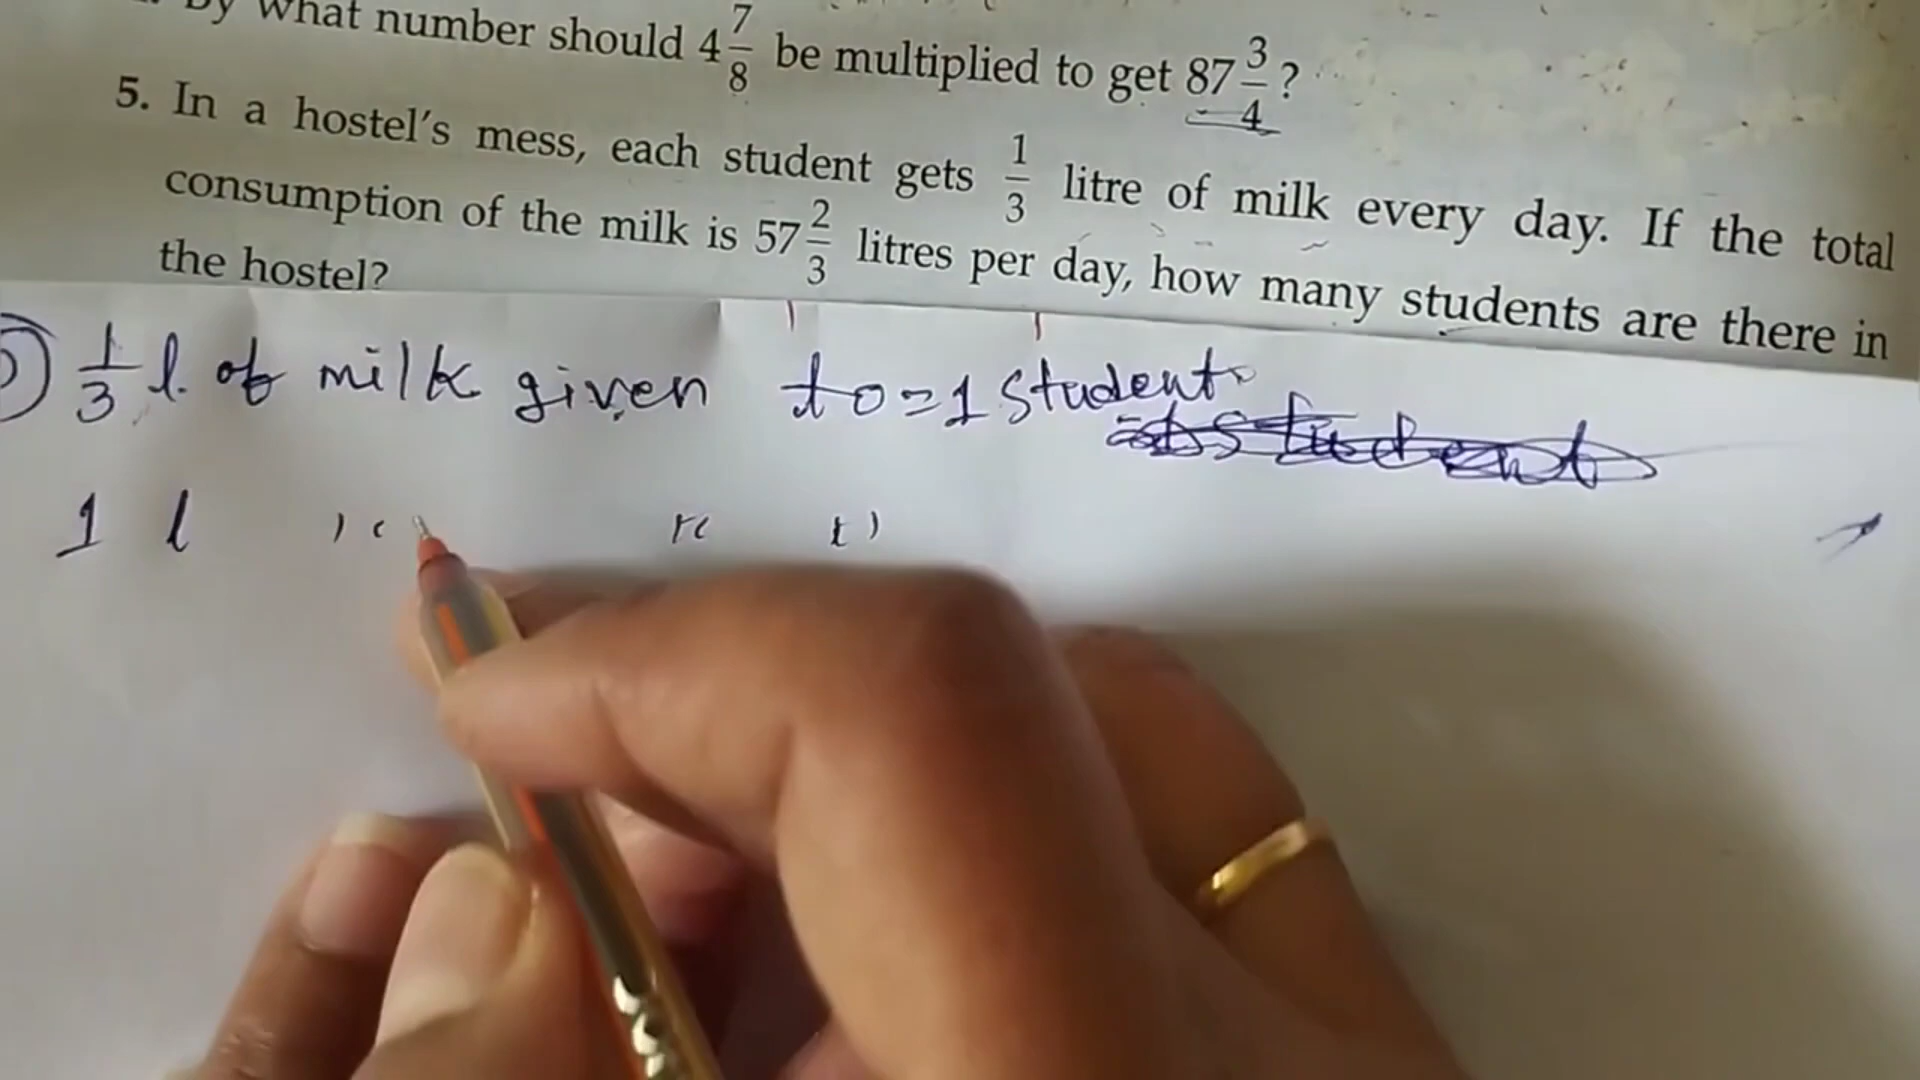 By what number should 4 7/8 be multiplied to get 87 3/4 ?
5. In a hostel's mess, each student gets 1/3 litre of milk every day. If the total
consumption of the milk is 57 2/3 litres per day, how many students are there in
the hostel?
1/3 l. of milk given to = 1 Student
1 l